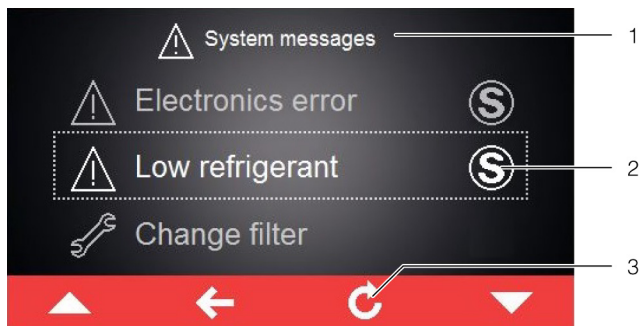 System messages
1
Electronics error
S
Low refrigerant
S
2
Change filter
3